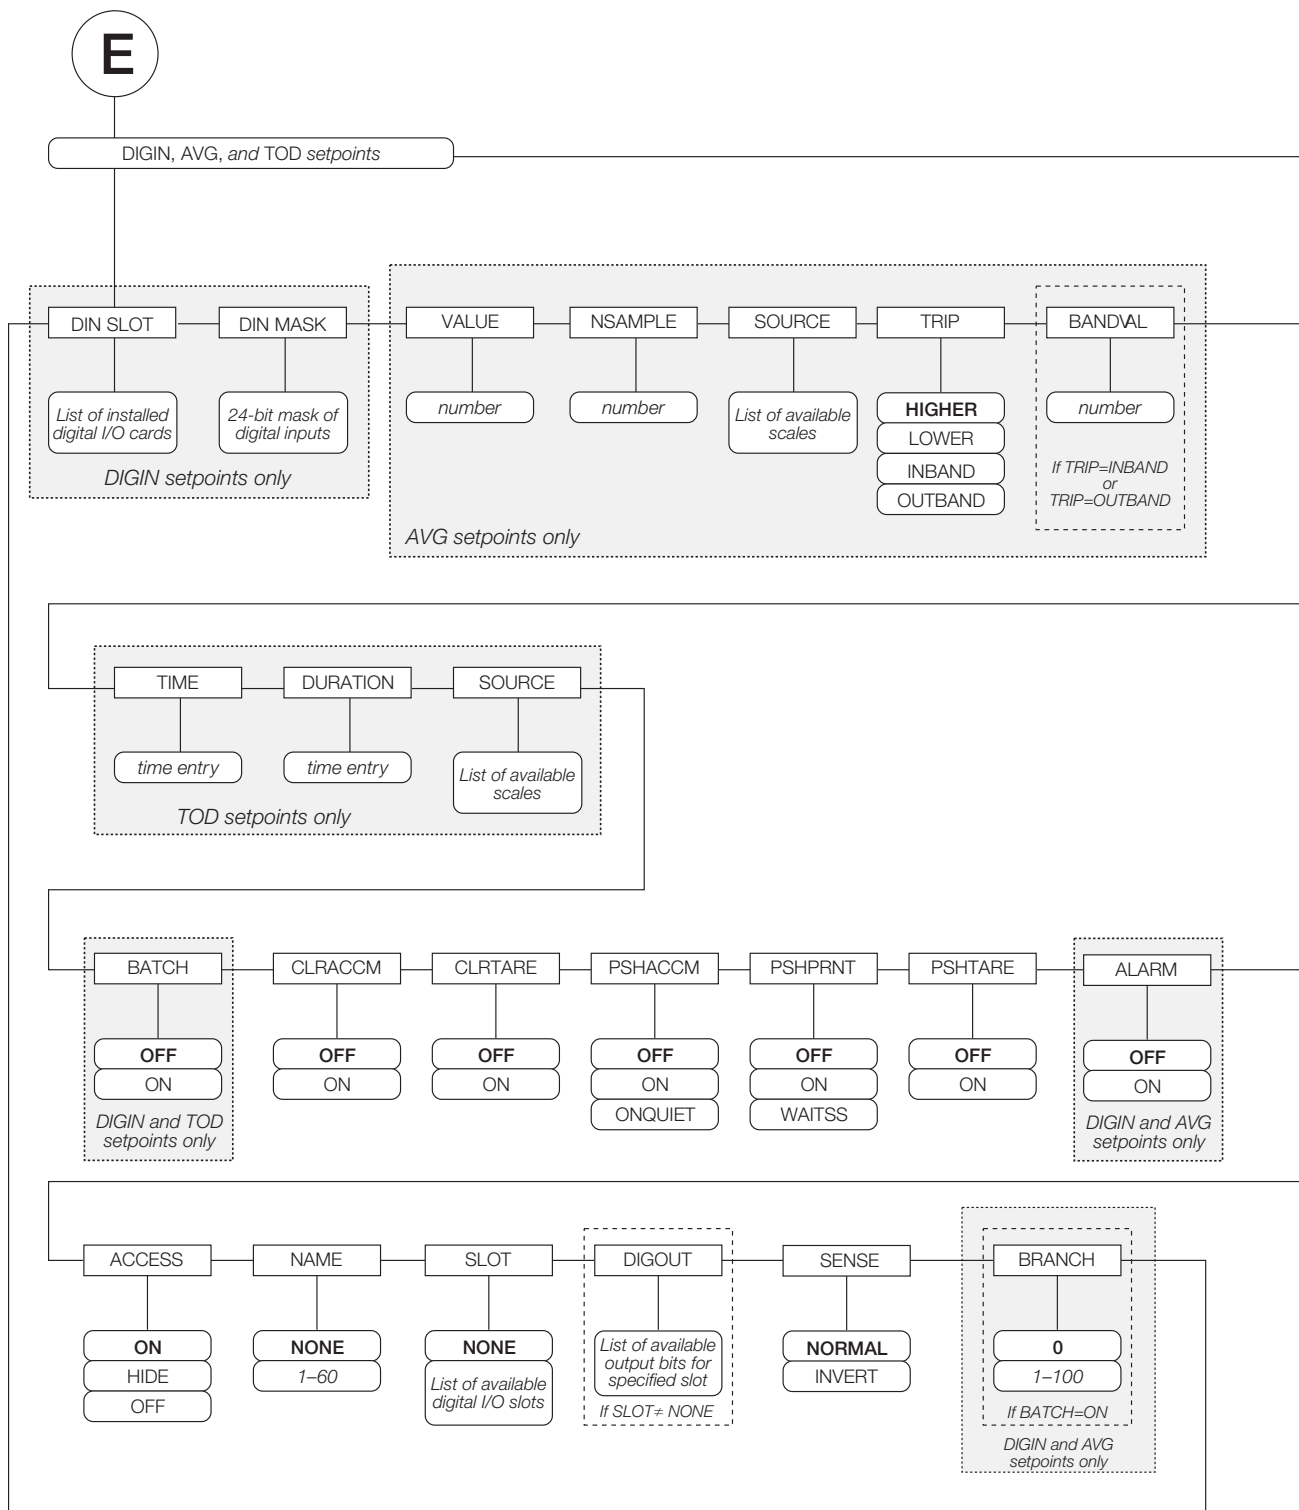 E
DIGIN, AVG, and TOD setpoints
DIN SLOT
DIN MASK
VALUE
NSAMPLE
SOURCE
TRIP
BANDVAL
List of installed
digital I/O cards
24-bit mask of
digital inputs
number
number
List of available
scales
HIGHER
LOWER
INBAND
OUTBAND
number
If TRIP=INBAND
or
TRIP=OUTBAND
DIGIN setpoints only
AVG setpoints only
TIME
DURATION
SOURCE
time entry
time entry
List of available
scales
TOD setpoints only
BATCH
CLRACCM
CLRTARE
PSHACCM
PSHPRNT
PSHTARE
ALARM
OFF
ON
OFF
ON
OFF
ON
OFF
ON
ONQUIET
OFF
ON
WAITSS
OFF
ON
OFF
ON
DIGIN and TOD
setpoints only
DIGIN and AVG
setpoints only
ACCESS
NAME
SLOT
DIGOUT
SENSE
BRANCH
ON
HIDE
OFF
NONE
1–60
NONE
List of available
digital I/O slots
List of available
output bits for
specified slot
If SLOT≠ NONE
NORMAL
INVERT
0
1–100
If BATCH=ON
DIGIN and AVG
setpoints only